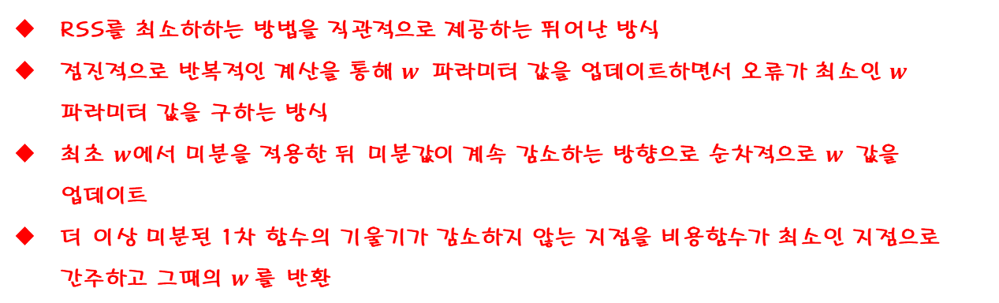 ◆ RSS를 최소하하는 방법을 직관적으로 제공하는 뛰어난 방식
◆ 점진적으로 반복적인 계산을 통해 w 파라미터 값을 업데이트하면서 오류가 최소인 w
파라미터 값을 구하는 방식
◆ 최초 w에서 미분을 적용한 뒤 미분값이 계속 감소하는 방향으로 순차적으로 w 값을
업데이트
◆ 더 이상 미분된 1차 함수의 기울기가 감소하지 않는 지점을 비용함수가 최소인 지점으로
간주하고 그때의 w 를 반환